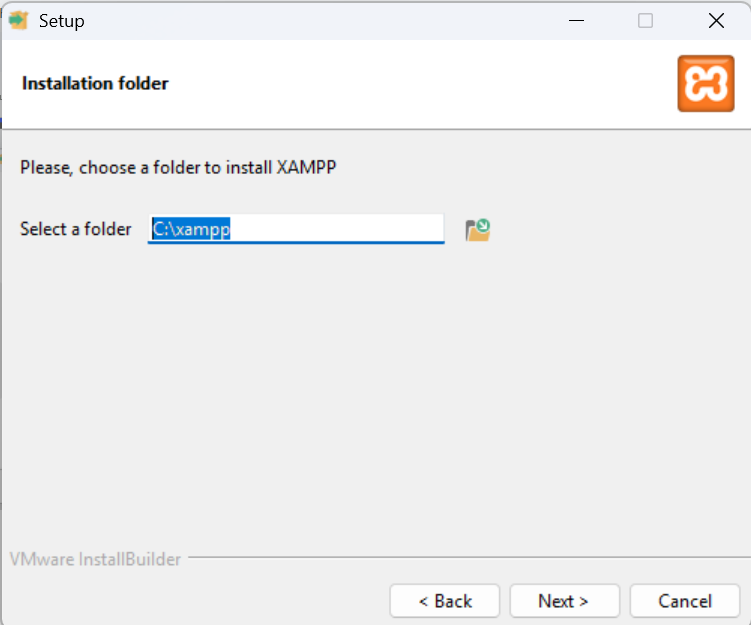 Setup
Installation folder
Please, choose a folder to install XAMPP
Select a folder C:\xampp
VMware InstallBuilder
< Back Next > Cancel